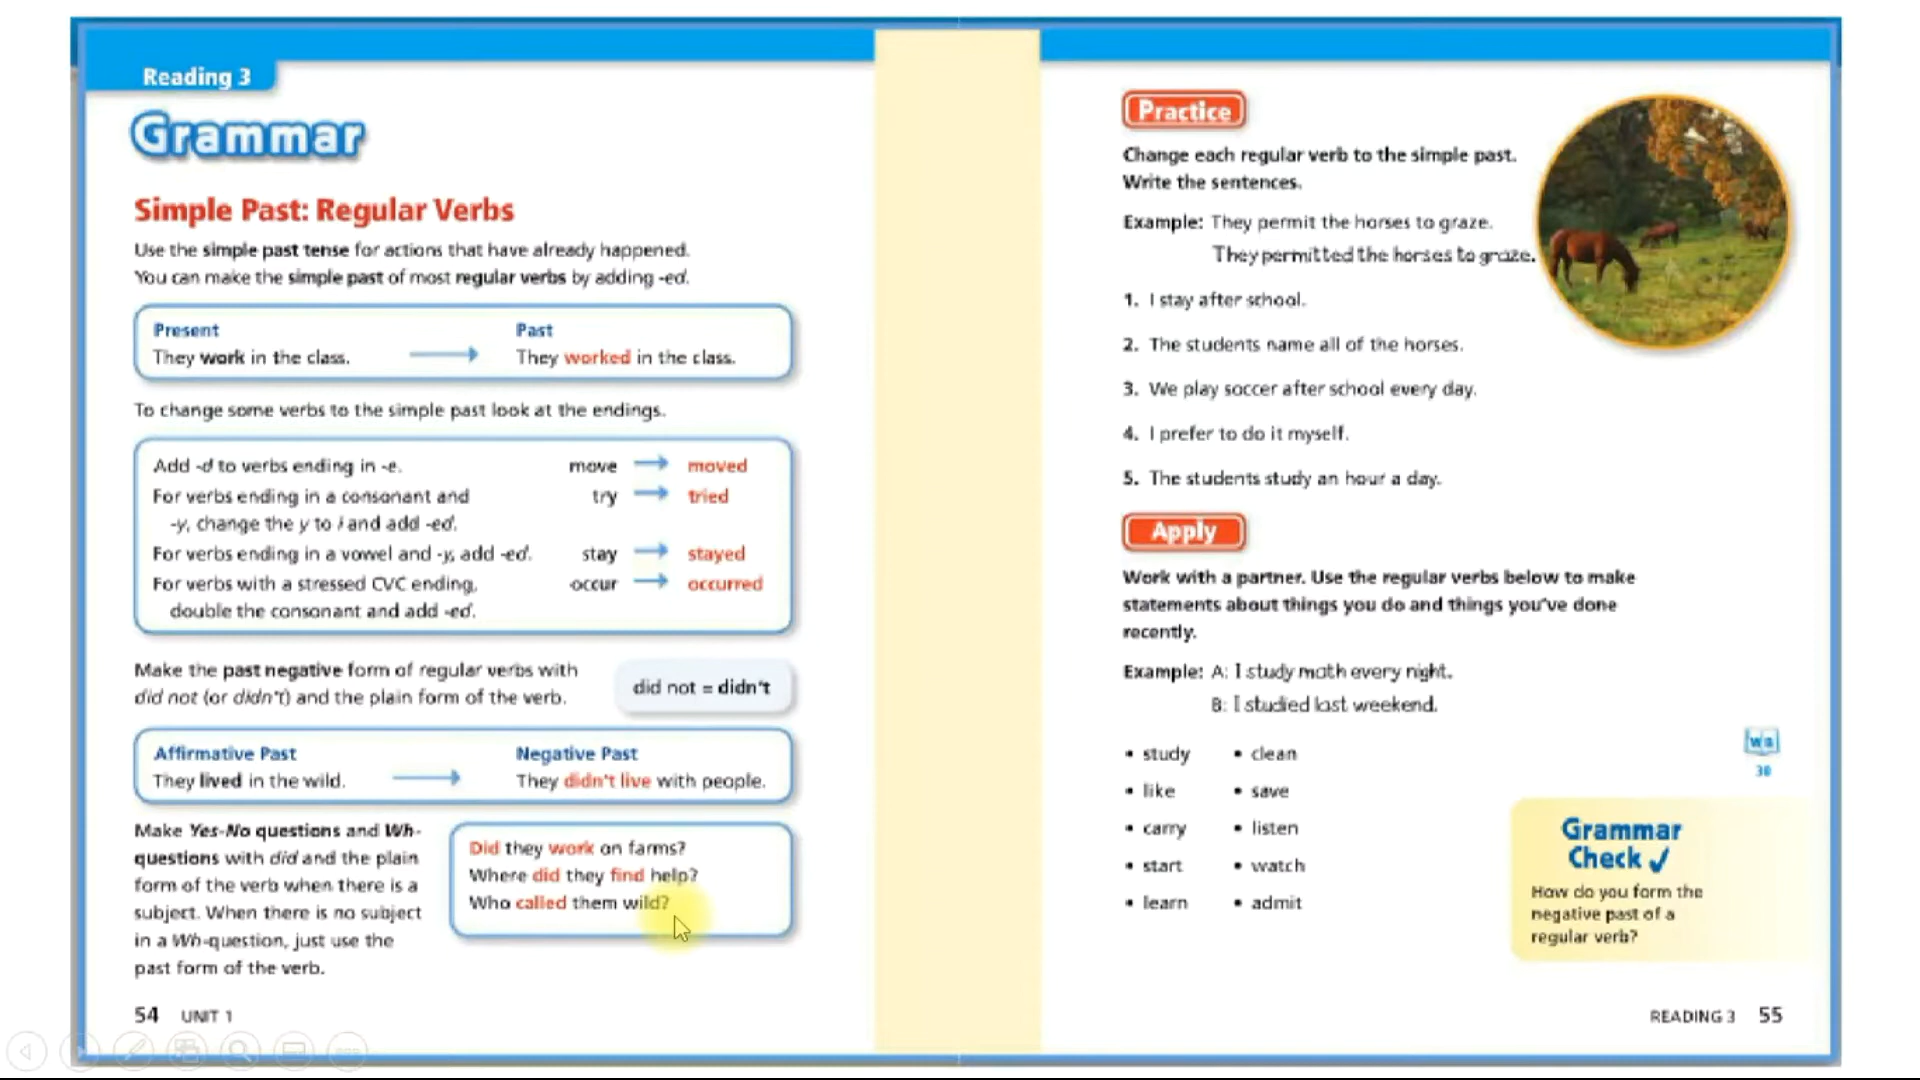 Reading 3
Grammar
Simple Past: Regular Verbs
Use the simple past tense for actions that have already happened.
You can make the simple past of most regular verbs by adding -ed.
Present
Past
They work in the class.
They worked in the class.
To change some verbs to the simple past look at the endings.
Add -d to verbs ending in -e.
move
moved
For verbs ending in a consonant and
try
tried
-y, change the y to i and add -ed.
For verbs ending in a vowel and -y, add -ed.
stay
stayed
For verbs with a stressed CVC ending,
occur
occurred
double the consonant and add -ed.
Make the past negative form of regular verbs with
did not (or didn't) and the plain form of the verb.
did not = didn't
Affirmative Past
Negative Past
They lived in the wild.
They didn't live with people.
Make Yes-No questions and Wh-
questions with did and the plain
form of the verb when there is a
subject. When there is no subject
in a Wh-question, just use the
past form of the verb.
Did they work on farms?
Where did they find help?
Who called them wild?
54 UNIT 1
Practice
Change each regular verb to the simple past.
Write the sentences.
Example: They permit the horses to graze.
They permitted the horses to graze.
1. I stay after school.
2. The students name all of the horses.
3. We play soccer after school every day.
4. I prefer to do it myself.
5. The students study an hour a day.
Apply
Work with a partner. Use the regular verbs below to make
statements about things you do and things you've done
recently.
Example: A: I study math every night.
B: I studied last weekend.
• study
• clean
• like
• save
• carry
• listen
• start
• watch
• learn
• admit
WB
30
Grammar
Check ✓
How do you form the
negative past of a
regular verb?
READING 3 55